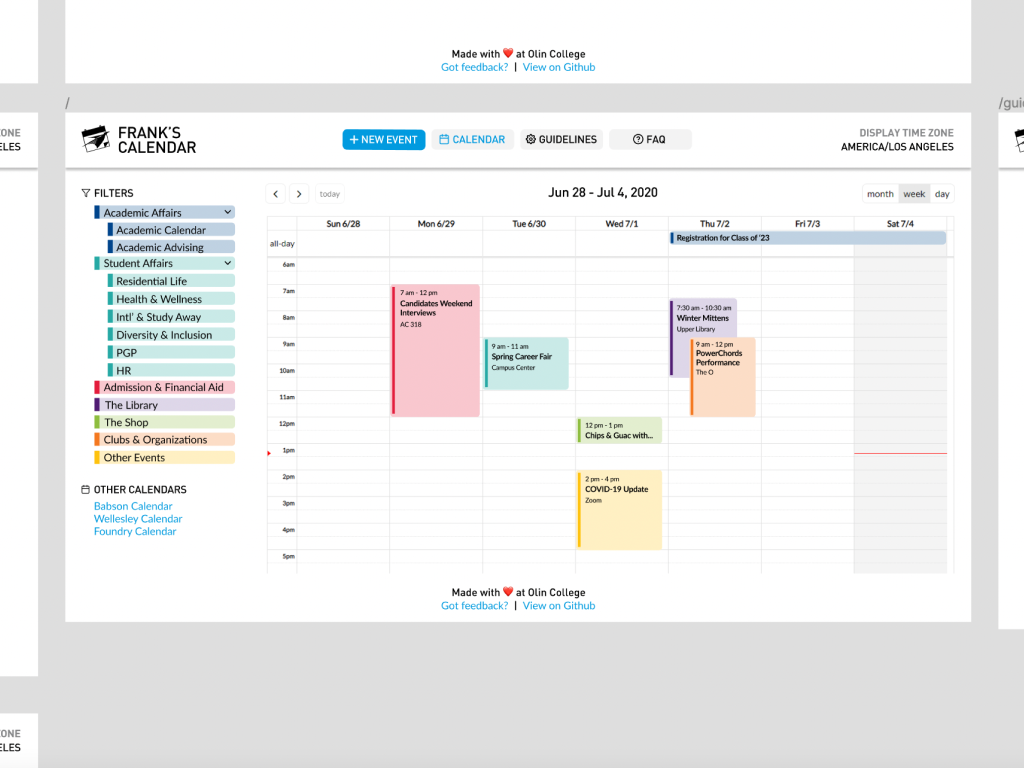 Made with ❤️ at Olin College
Got feedback? | View on Github
/
/gui
ZONE
ELES
FRANK'S
CALENDAR
+ NEW EVENT
CALENDAR
GUIDELINES
FAQ
DISPLAY TIME ZONE
AMERICA/LOS ANGELES
FILTERS
Academic Affairs
Academic Calendar
Academic Advising
Student Affairs
Residential Life
Health & Wellness
Intl' & Study Away
Diversity & Inclusion
PGP
HR
Admission & Financial Aid
The Library
The Shop
Clubs & Organizations
Other Events
OTHER CALENDARS
Babson Calendar
Wellesley Calendar
Foundry Calendar
< > today
Jun 28 - Jul 4, 2020
month week day
Sun 6/28 Mon 6/29 Tue 6/30 Wed 7/1 Thu 7/2 Fri 7/3 Sat 7/4
all-day
Registration for Class of '23
6am
7am
8am
9am
10am
11am
12pm
1pm
2pm
3pm
4pm
5pm
7 am - 12 pm
Candidates Weekend
Interviews
AC 318
9 am - 11 am
Spring Career Fair
Campus Center
12 pm - 1 pm
Chips & Guac with...
2 pm - 4 pm
COVID-19 Update
Zoom
7:30 am - 10:30 am
Winter Mittens
Upper Library
9 am - 12 pm
PowerChords
Performance
The O
Made with ❤️ at Olin College
Got feedback? | View on Github
ZONE
ELES